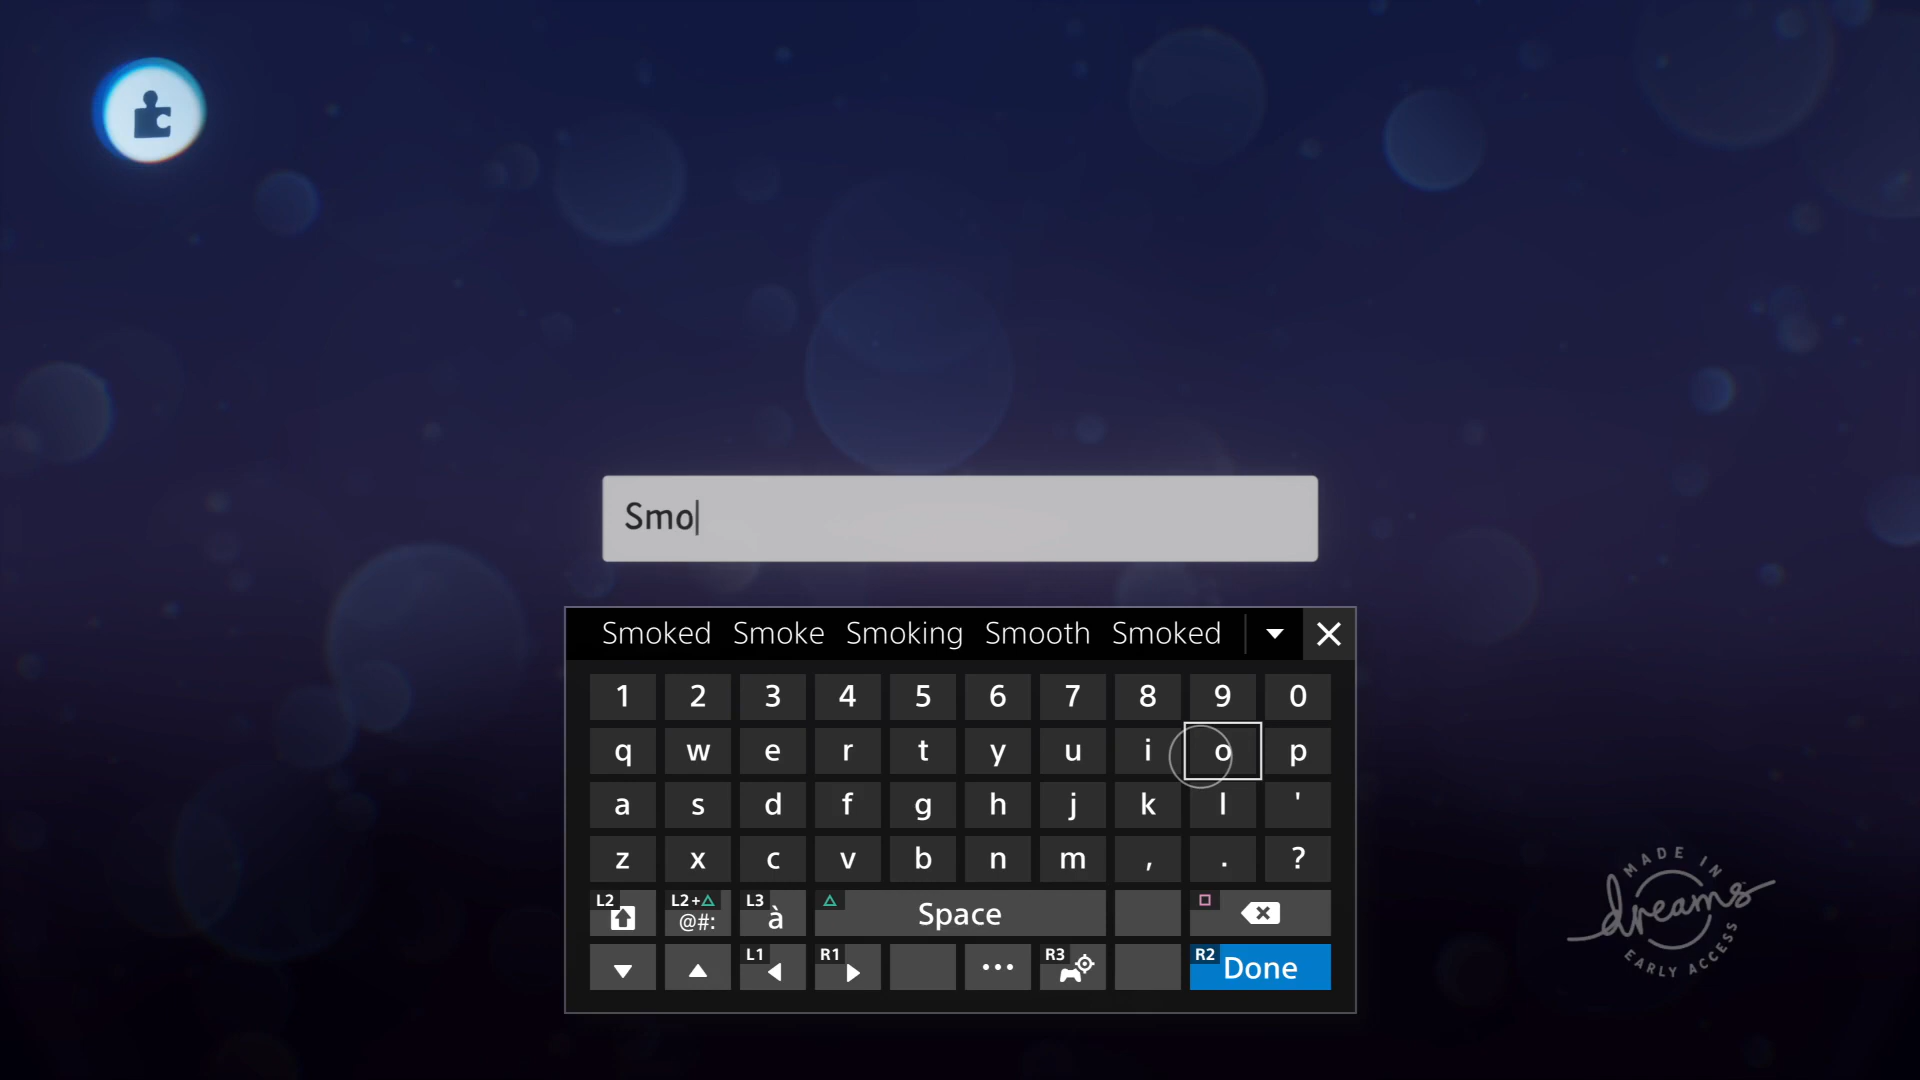 Smo
Smoked Smoke Smoking Smooth Smoked
1 2 3 4 5 6 7 8 9 0
q w e r t y u i o p
a s d f g h j k l '
z x c v b n m , . ?
L2 L2+△ @#: L3 à △ Space □
L1 R1 ... R3 R2 Done
MADE IN
dreams
EARLY ACCESS